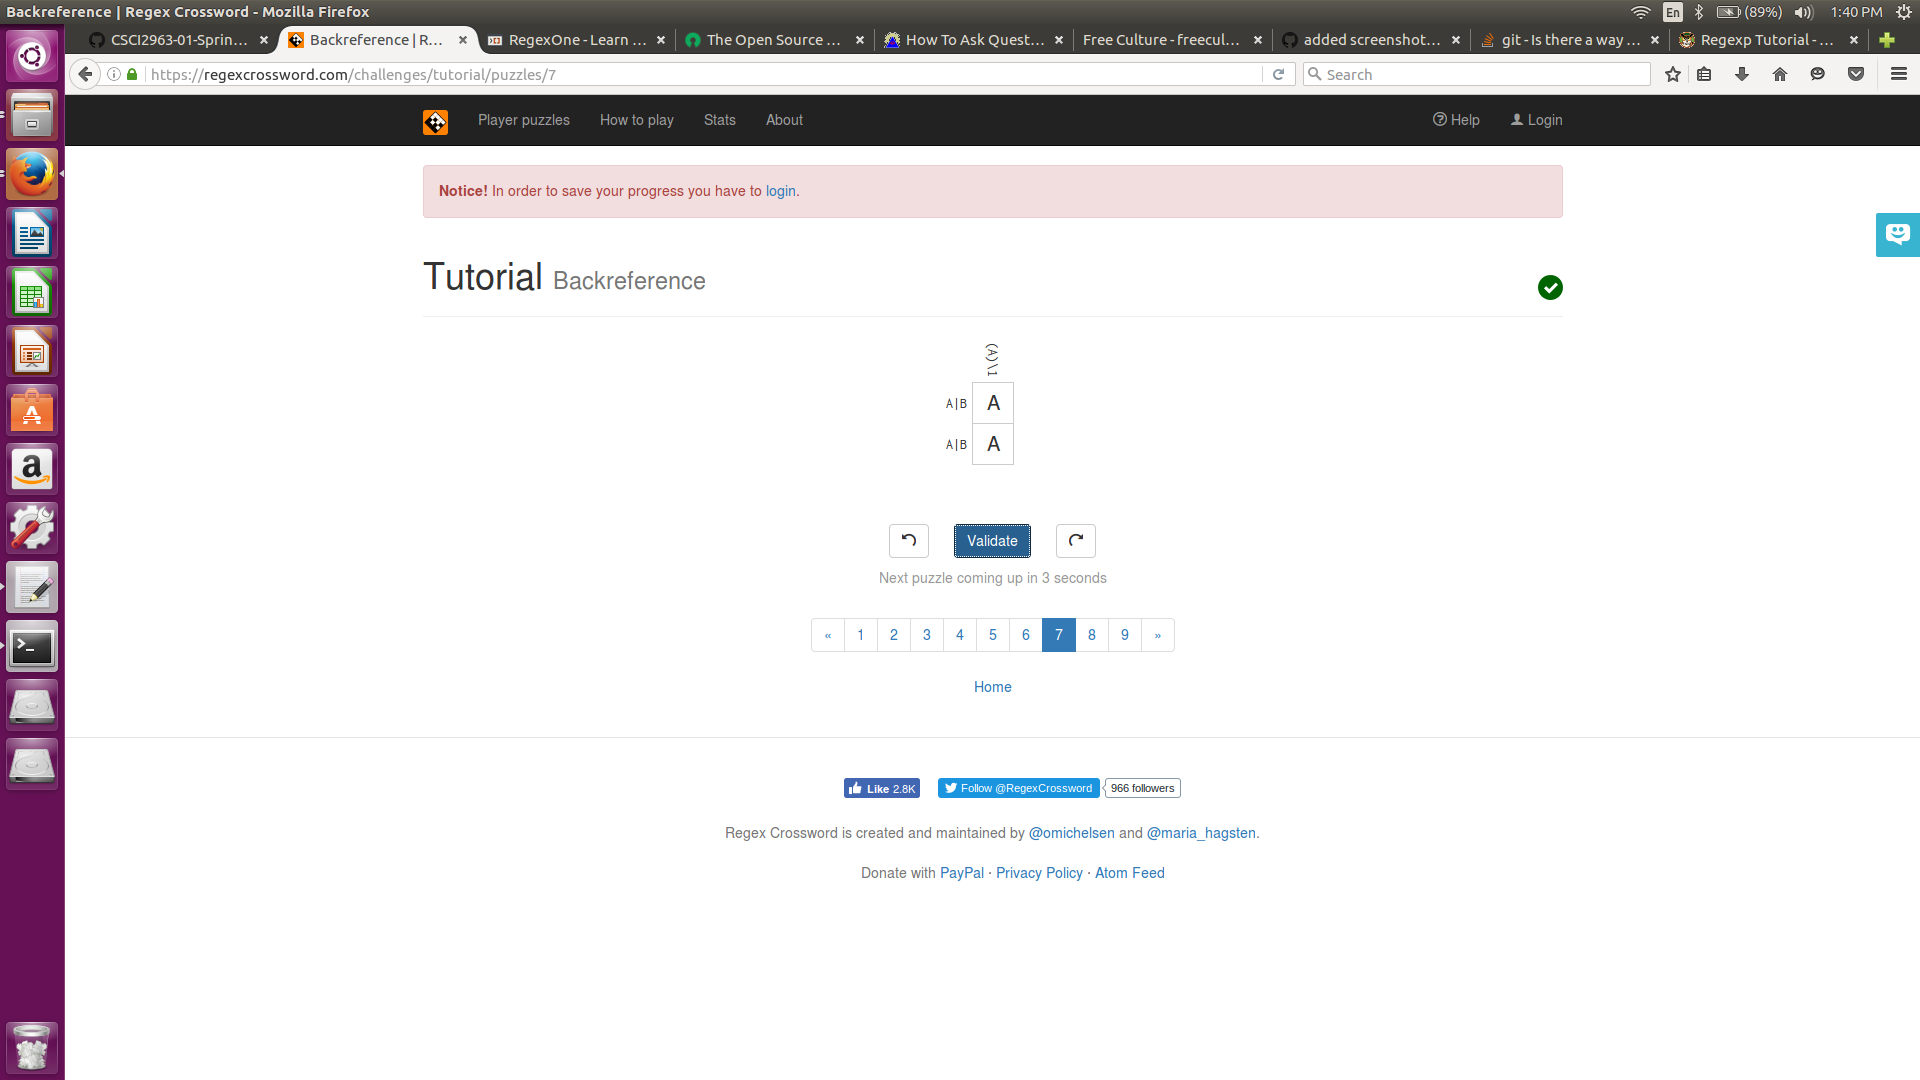 Backreference | Regex Crossword - Mozilla Firefox
En (89%) 1:40 PM
CSCI2963-01-Sprin... Backreference | R... RegexOne - Learn ... The Open Source ... How To Ask Quest... Free Culture - freecul... added screenshot... git - Is there a way ... Regexp Tutorial - ...
https://regexcrossword.com/challenges/tutorial/puzzles/7
Search
Player puzzles How to play Stats About Help Login
Notice! In order to save your progress you have to login.
Tutorial Backreference
(A)\1
A|B A
A|B A
Validate
Next puzzle coming up in 3 seconds
« 1 2 3 4 5 6 7 8 9 »
Home
Like 2.8K Follow @RegexCrossword 966 followers
Regex Crossword is created and maintained by @omichelsen and @maria_hagsten.
Donate with PayPal · Privacy Policy · Atom Feed